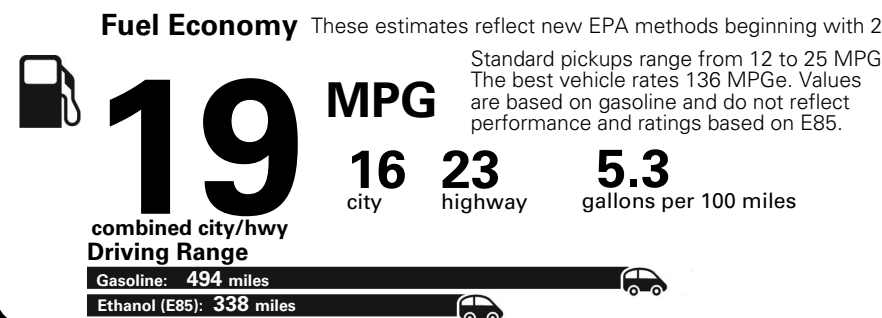 Fuel Economy These estimates reflect new EPA methods beginning with 2
Standard pickups range from 12 to 25 MPG
The best vehicle rates 136 MPGe. Values
are based on gasoline and do not reflect
performance and ratings based on E85.
19 MPG
16 23 5.3
city highway gallons per 100 miles
combined city/hwy
Driving Range
Gasoline: 494 miles
Ethanol (E85): 338 miles